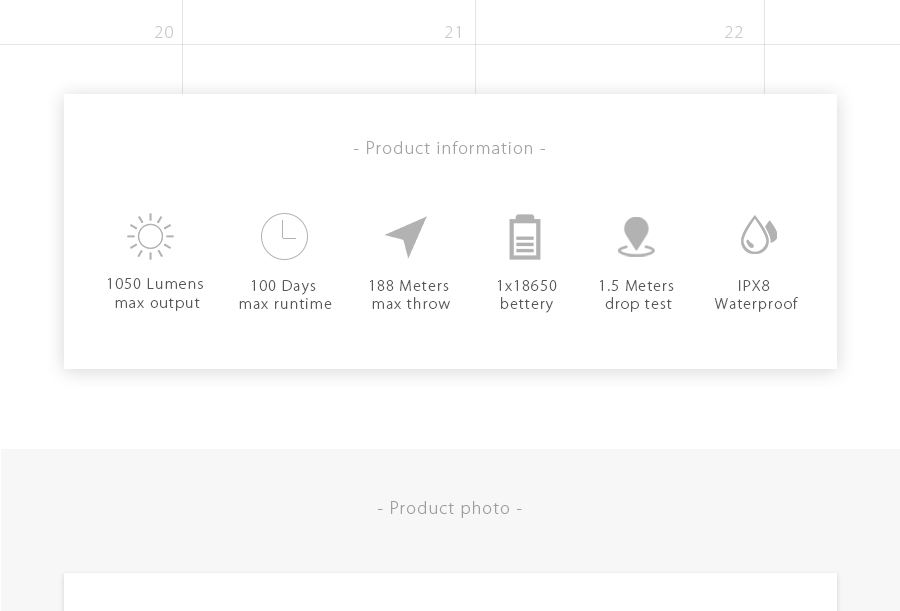 20 21 22
- Product information -
1050 Lumens
max output
100 Days
max runtime
188 Meters
max throw
1x18650
bettery
1.5 Meters
drop test
IPX8
Waterproof
- Product photo -